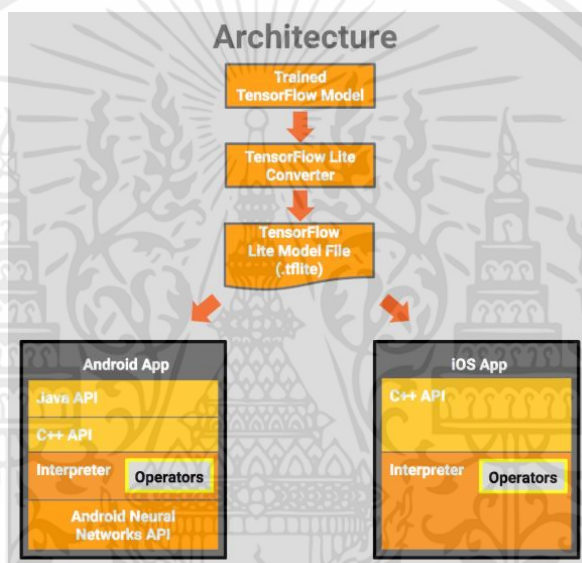 Architecture
Trained
TensorFlow Model
TensorFlow Lite
Converter
TensorFlow
Lite Model File
(.tflite)
Android App
Java API
C++ API
Interpreter
Operators
Android Neural
Networks API
iOS App
C++ API
Interpreter
Operators